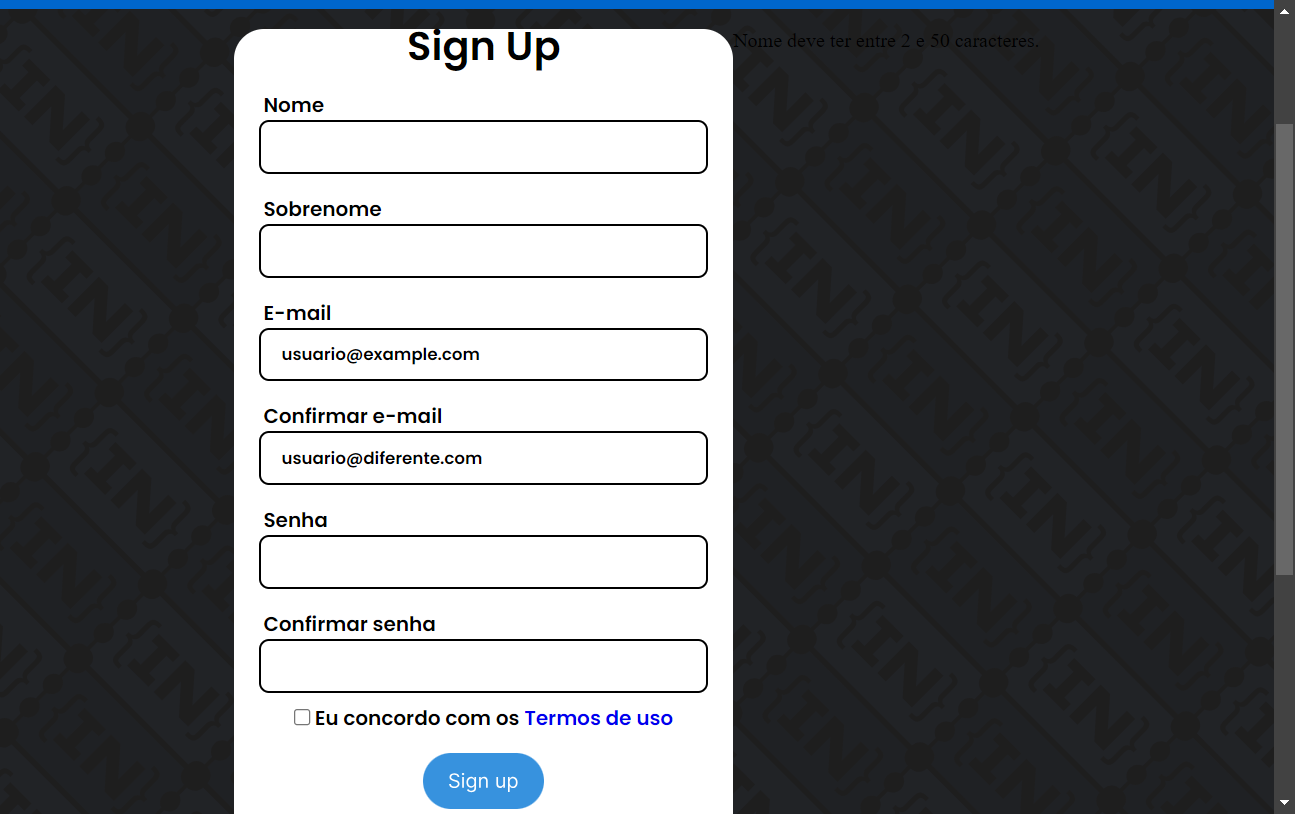 Sign Up
Nome deve ter entre 2 e 50 caracteres.
Nome
Sobrenome
E-mail
usuario@example.com
Confirmar e-mail
usuario@diferente.com
Senha
Confirmar senha
Eu concordo com os Termos de uso
Sign up
{IN}